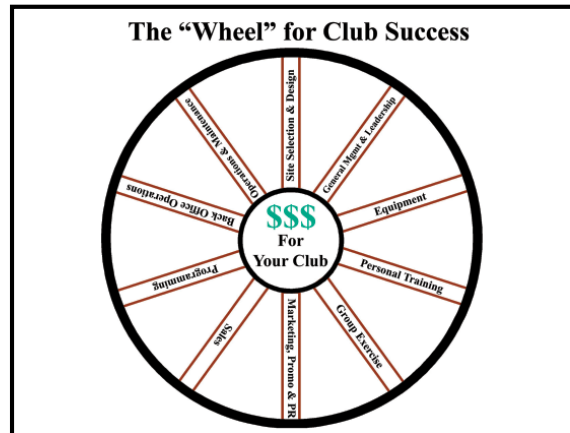 The “Wheel” for Club Success
Site Selection & Design
General Mgmt & Leadership
Equipment
Personal Training
Group Exercise
Marketing, Promo & PR
Sales
Programming
Back Office Operations
Operations & Maintenance
$$$
For
Your Club